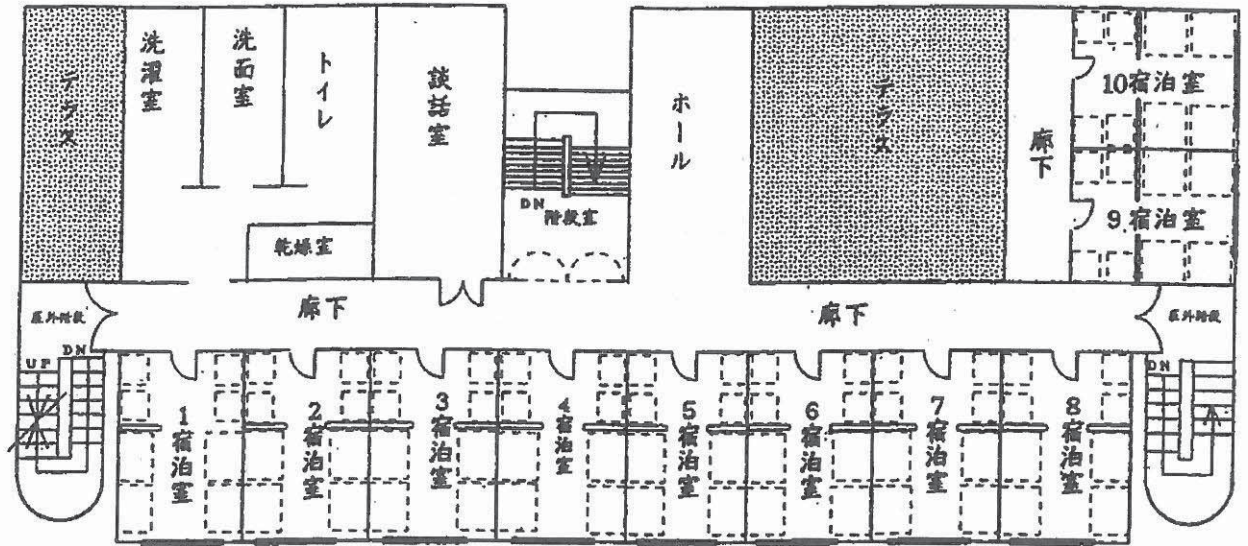 テラス
洗濯室
洗面室
トイレ
談話室
ホール
テラス
廊下
10宿泊室
DN
階段室
9.宿泊室
乾燥室
屋外階段
廊下
廊下
屋外階段
UP
DN
DN
1宿泊室
2宿泊室
3宿泊室
4宿泊室
5宿泊室
6宿泊室
7宿泊室
8宿泊室